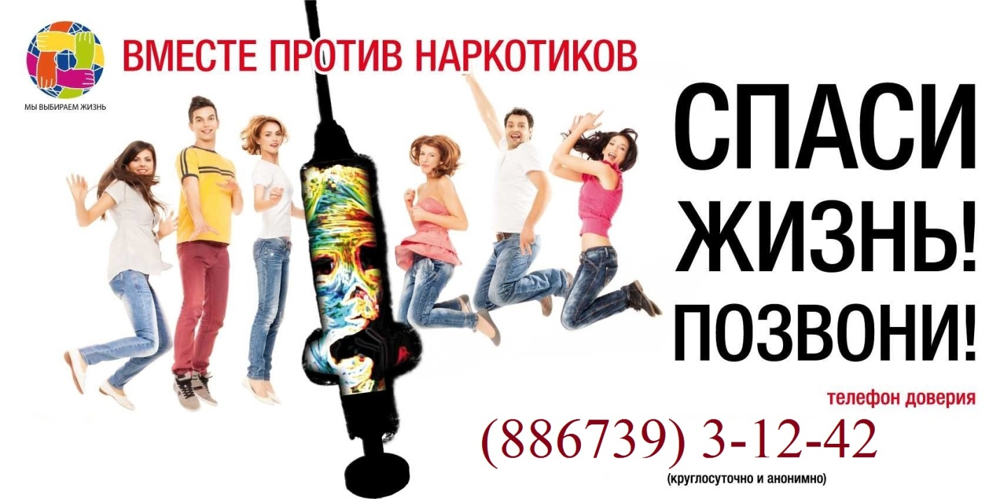 ВМЕСТЕ ПРОТИВ НАРКОТИКОВ
МЫ ВЫБИРАЕМ ЖИЗНЬ
СПАСИ
ЖИЗНЬ!
ПОЗВОНИ!
телефон доверия
(886739) 3-12-42
(круглосуточно и анонимно)